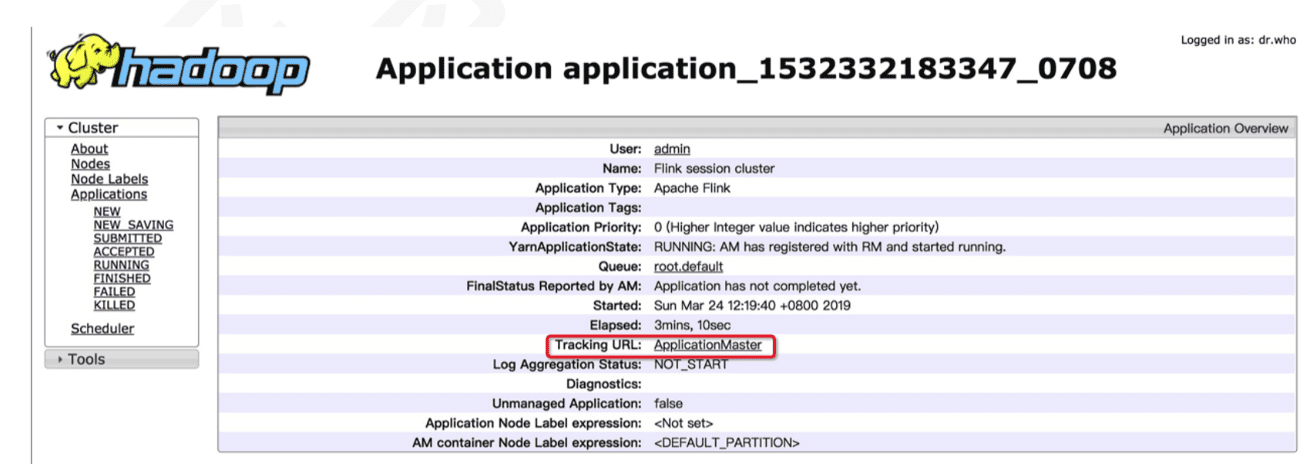 Logged in as: dr.who
hadoop
Application application_1532332183347_0708
Cluster
About
Nodes
Node Labels
Applications
NEW
NEW_SAVING
SUBMITTED
ACCEPTED
RUNNING
FINISHED
FAILED
KILLED
Scheduler
Tools
Application Overview
User: admin
Name: Flink session cluster
Application Type: Apache Flink
Application Tags:
Application Priority: 0 (Higher Integer value indicates higher priority)
YarnApplicationState: RUNNING: AM has registered with RM and started running.
Queue: root.default
FinalStatus Reported by AM: Application has not completed yet.
Started: Sun Mar 24 12:19:40 +0800 2019
Elapsed: 3mins, 10sec
Tracking URL: ApplicationMaster
Log Aggregation Status: NOT_START
Diagnostics:
Unmanaged Application: false
Application Node Label expression: <Not set>
AM container Node Label expression: <DEFAULT_PARTITION>